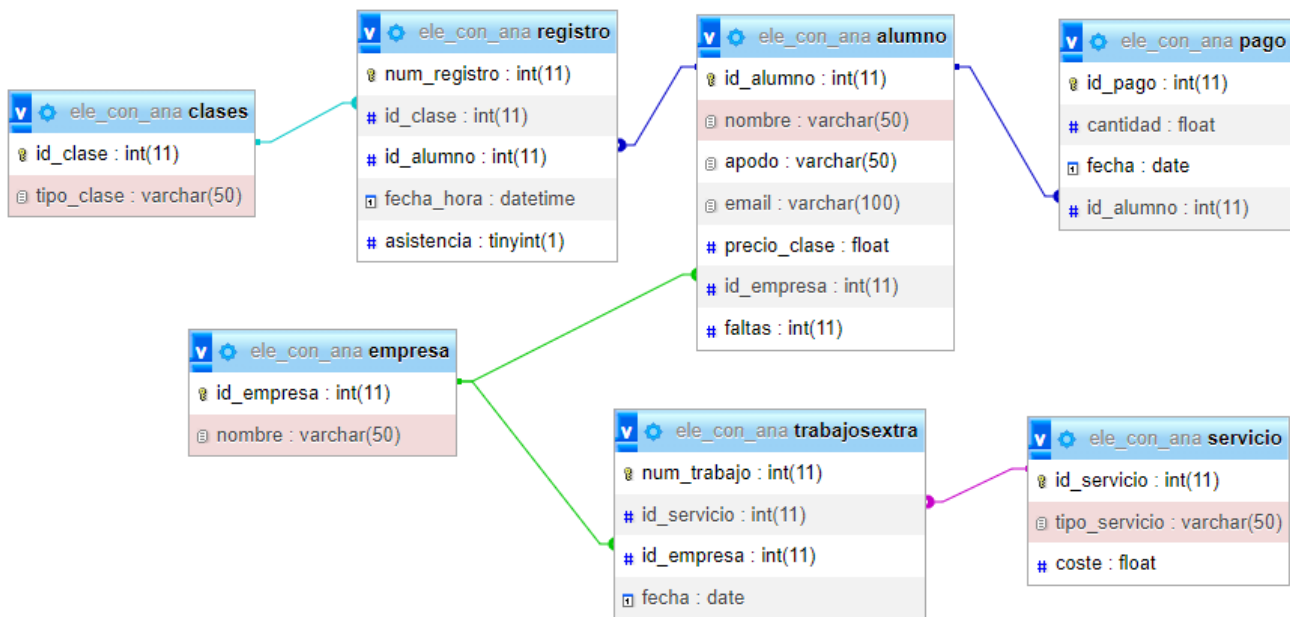 ele_con_ana clases
id_clase : int(11)
tipo_clase : varchar(50)
ele_con_ana registro
num_registro : int(11)
id_clase : int(11)
id_alumno : int(11)
fecha_hora : datetime
asistencia : tinyint(1)
ele_con_ana alumno
id_alumno : int(11)
nombre : varchar(50)
apodo : varchar(50)
email : varchar(100)
precio_clase : float
id_empresa : int(11)
faltas : int(11)
ele_con_ana pago
id_pago : int(11)
cantidad : float
fecha : date
id_alumno : int(11)
ele_con_ana empresa
id_empresa : int(11)
nombre : varchar(50)
ele_con_ana trabajosextra
num_trabajo : int(11)
id_servicio : int(11)
id_empresa : int(11)
fecha : date
ele_con_ana servicio
id_servicio : int(11)
tipo_servicio : varchar(50)
coste : float